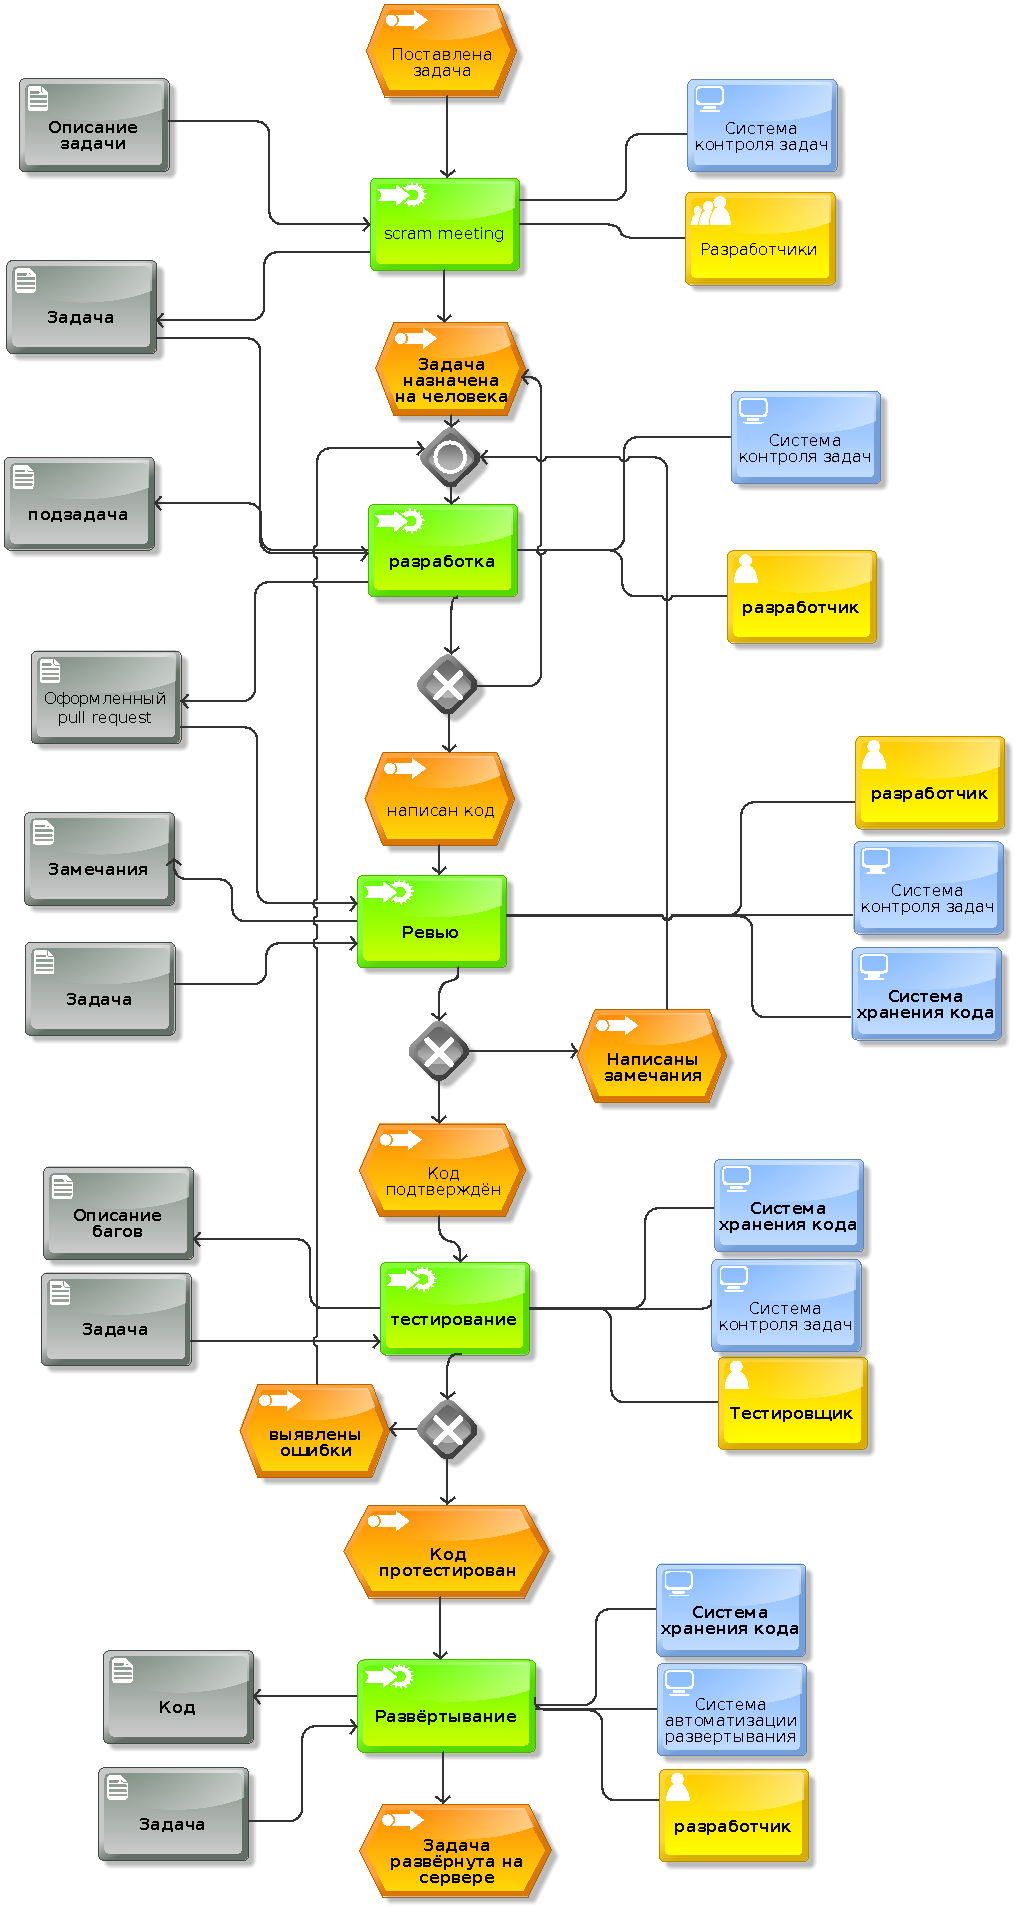 Поставлена
задача
Описание
задачи
Система
контроля задач
scram meeting
Разработчики
Задача
Задача
назначена
на человека
Система
контроля задач
подзадача
разработка
разработчик
Оформленный
pull request
написан код
разработчик
Замечания
Система
контроля задач
Ревью
Задача
Система
хранения кода
Написаны
замечания
Код
подтверждён
Описание
багов
Система
хранения кода
Задача
тестирование
Система
контроля задач
Тестировщик
выявлены
ошибки
Код
протестирован
Система
хранения кода
Код
Развёртывание
Система
автоматизации
развертывания
Задача
разработчик
Задача
развёрнута на
сервере